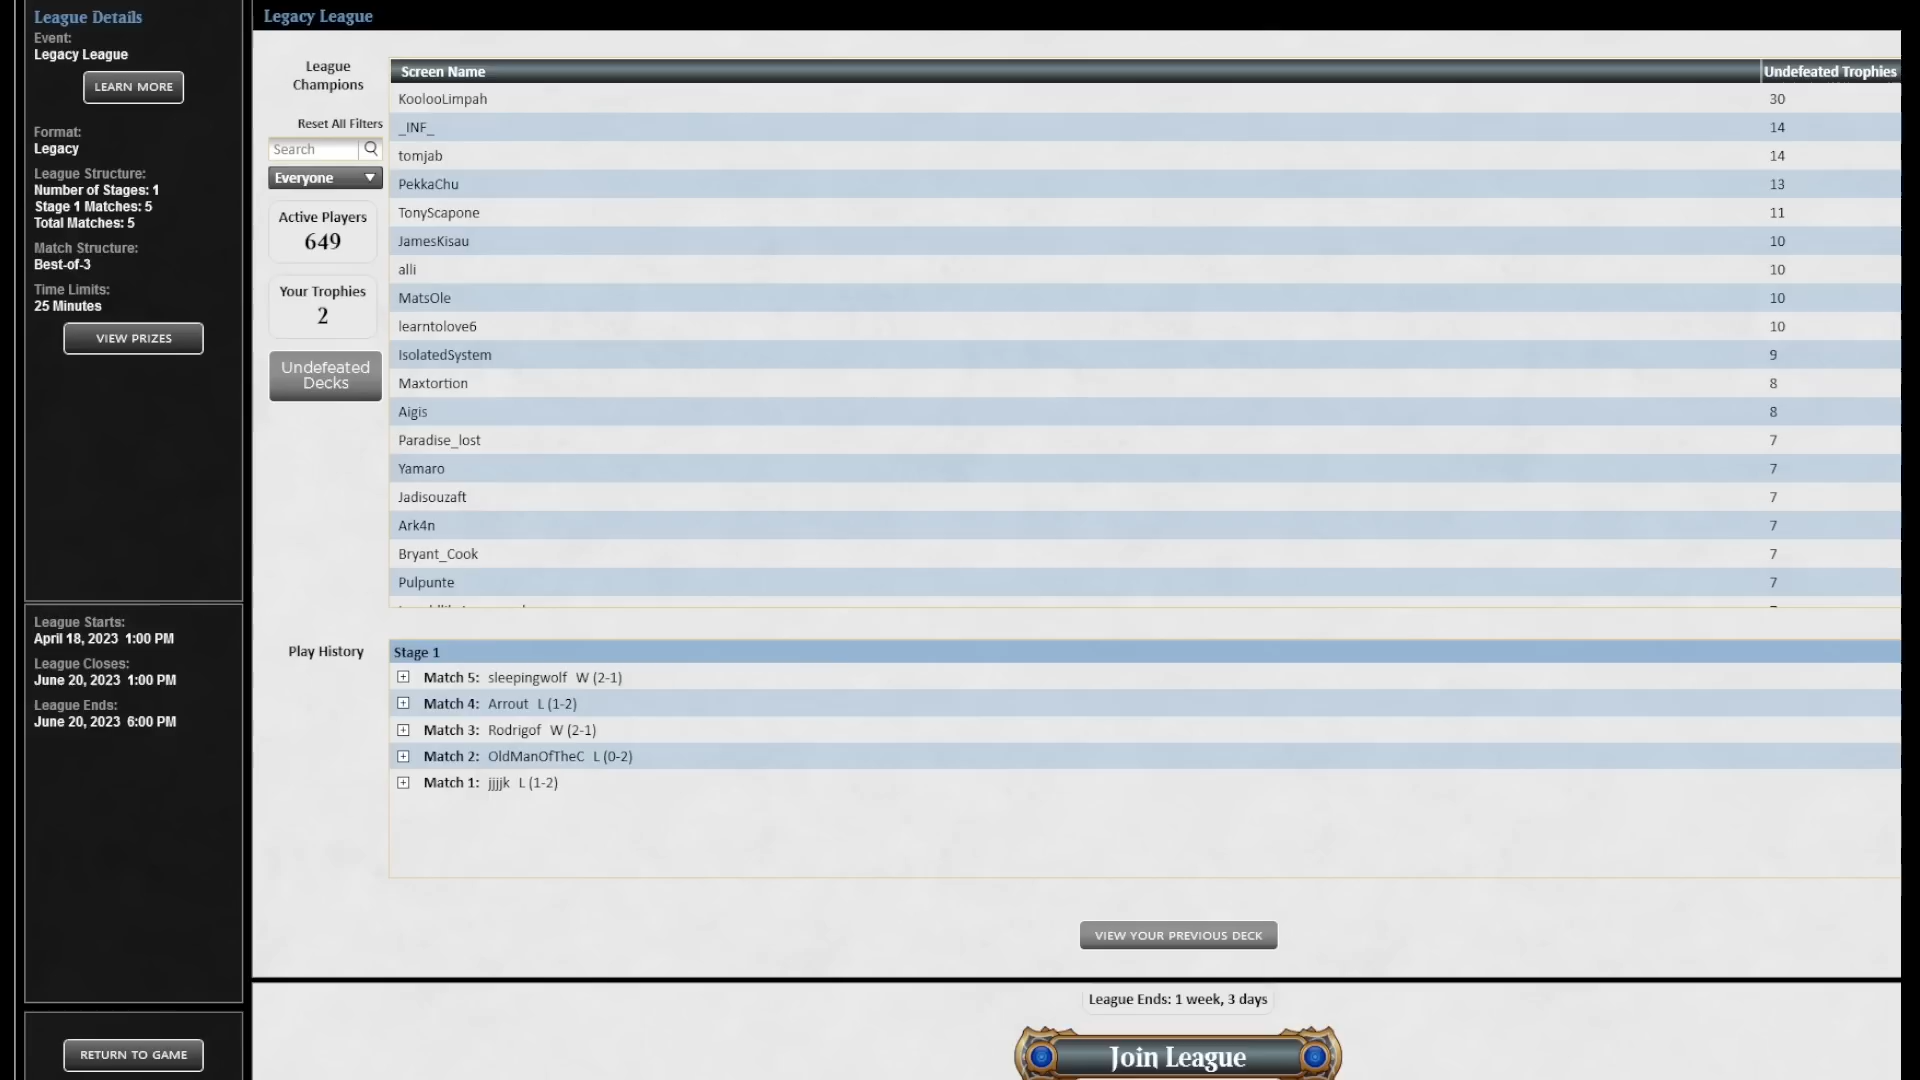 League Details
Event:
Legacy League
LEARN MORE
Format:
Legacy
League Structure:
Number of Stages: 1
Stage 1 Matches: 5
Total Matches: 5
Match Structure:
Best-of-3
Time Limits:
25 Minutes
VIEW PRIZES
League Starts:
April 18, 2023 1:00 PM
League Closes:
June 20, 2023 1:00 PM
League Ends:
June 20, 2023 6:00 PM
RETURN TO GAME
Legacy League
League
Champions
Reset All Filters
Search
Everyone
Active Players
649
Your Trophies
2
Undefeated
Decks
Screen Name Undefeated Trophies
KoolooLimpah 30
_INF_ 14
tomjab 14
PekkaChu 13
TonyScapone 11
JamesKisau 10
alli 10
MatsOle 10
learntolove6 10
IsolatedSystem 9
Maxtortion 8
Aigis 8
Paradise_lost 7
Yamaro 7
Jadisouzaft 7
Ark4n 7
Bryant_Cook 7
Pulpunte 7
Play History
Stage 1
Match 5: sleepingwolf W (2-1)
Match 4: Arrout L (1-2)
Match 3: Rodrigof W (2-1)
Match 2: OldManOfTheC L (0-2)
Match 1: jjjjk L (1-2)
VIEW YOUR PREVIOUS DECK
League Ends: 1 week, 3 days
Join League